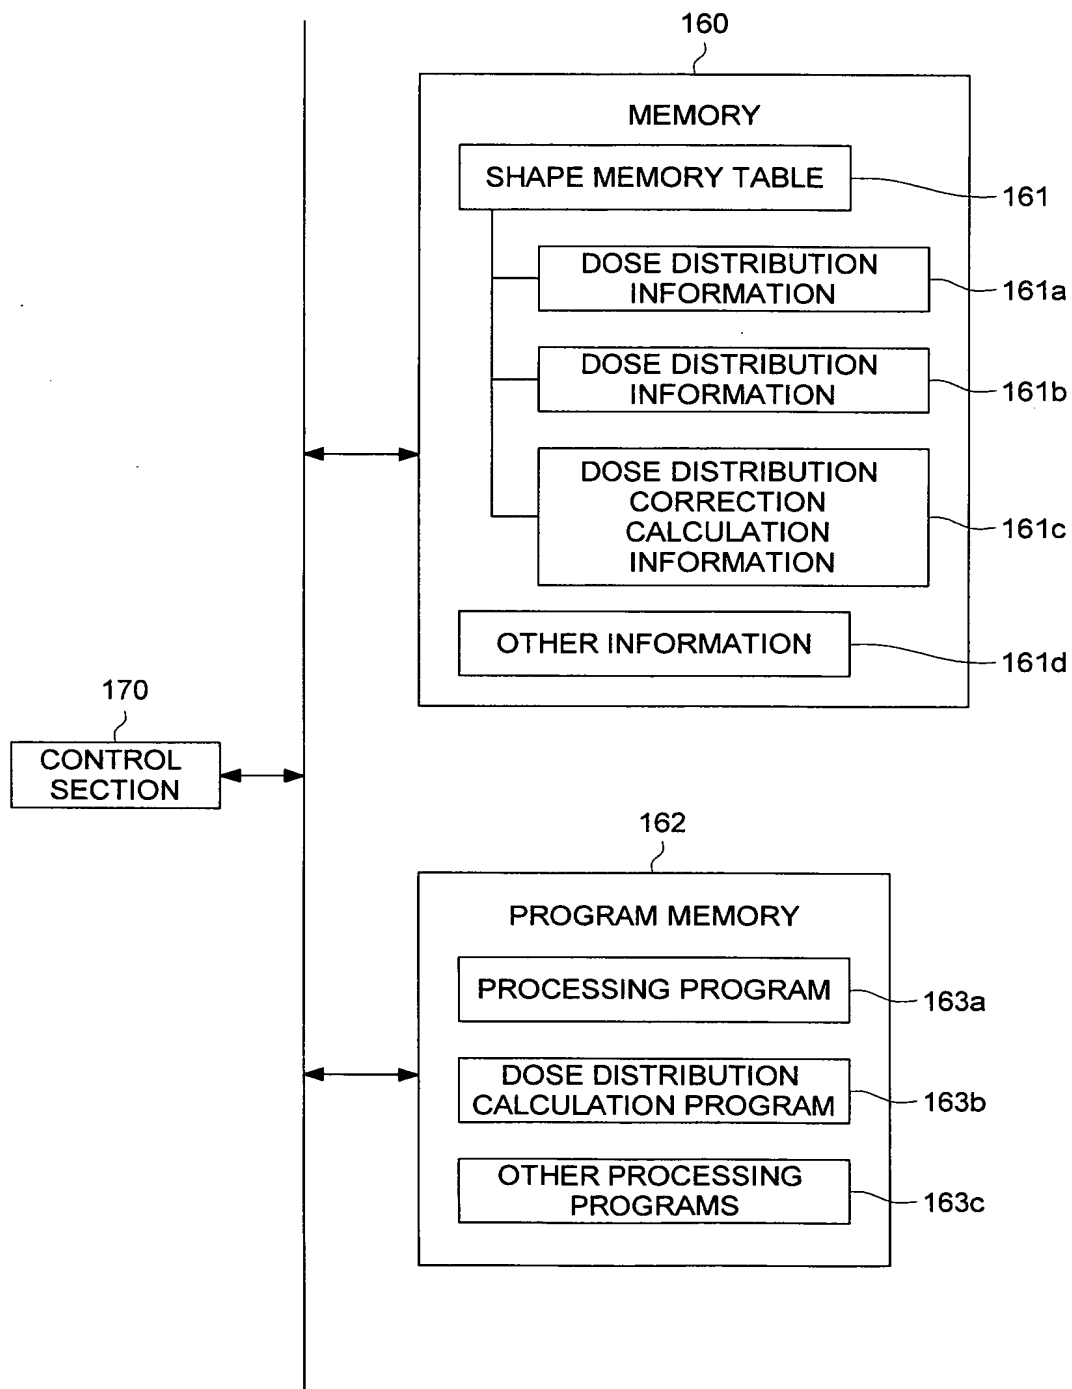 160
MEMORY
SHAPE MEMORY TABLE
161
DOSE DISTRIBUTION
INFORMATION
161a
DOSE DISTRIBUTION
INFORMATION
161b
DOSE DISTRIBUTION
CORRECTION
CALCULATION
INFORMATION
161c
OTHER INFORMATION
161d
170
CONTROL
SECTION
162
PROGRAM MEMORY
PROCESSING PROGRAM
163a
DOSE DISTRIBUTION
CALCULATION PROGRAM
163b
OTHER PROCESSING
PROGRAMS
163c